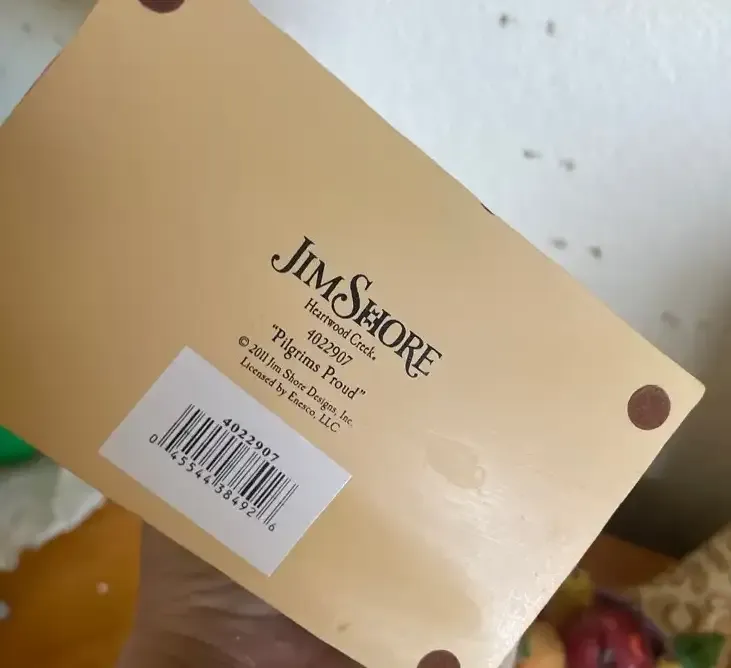 JIM SHORE
Heartwood Creek®
4022907
"Pilgrims Proud"
© 2011 Jim Shore Designs, Inc.
Licensed by Enesco, LLC
4022907
0 45544 38492 6